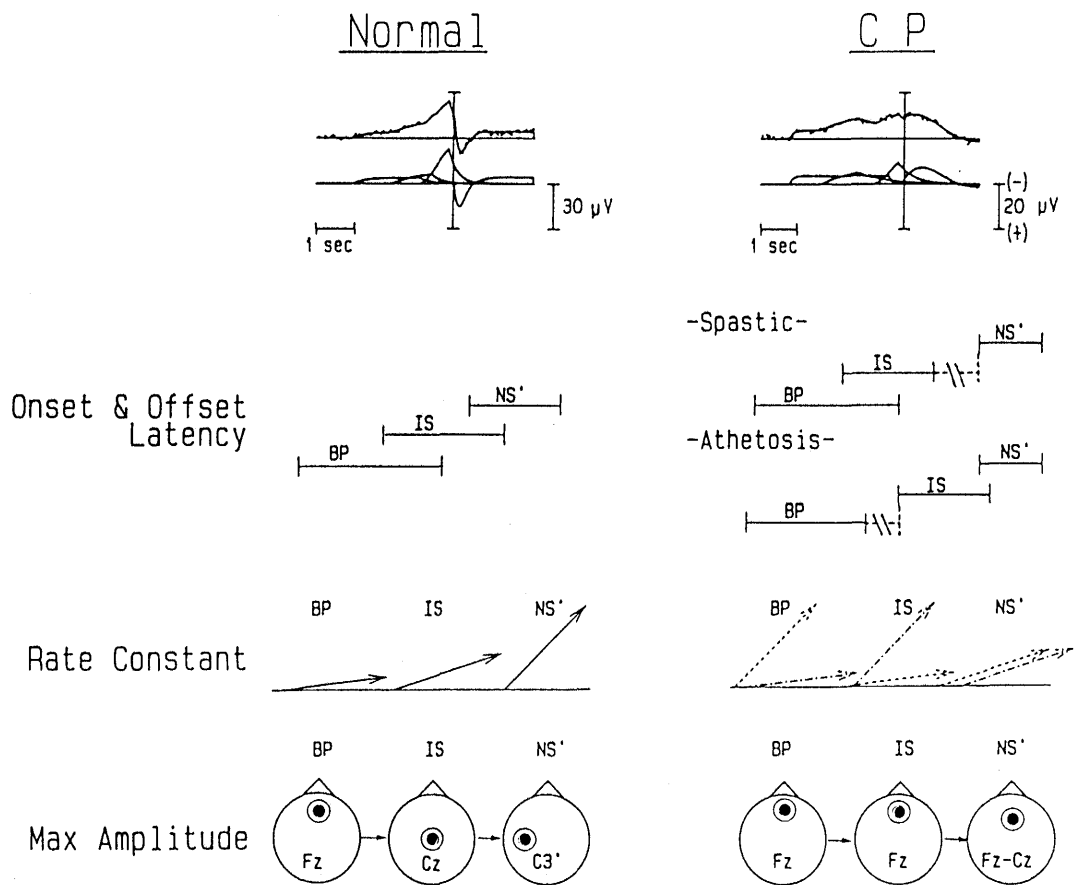 Normal
C P
30 µV
1 sec
(-)
20 µV
(+)
1 sec
-Spastic-
NS'
IS
BP
Onset & Offset
Latency
NS'
IS
BP
-Athetosis-
NS'
IS
BP
Rate Constant
BP IS NS'
BP IS NS'
Max Amplitude
BP IS NS'
Fz Cz C3'
BP IS NS'
Fz Fz Fz-Cz